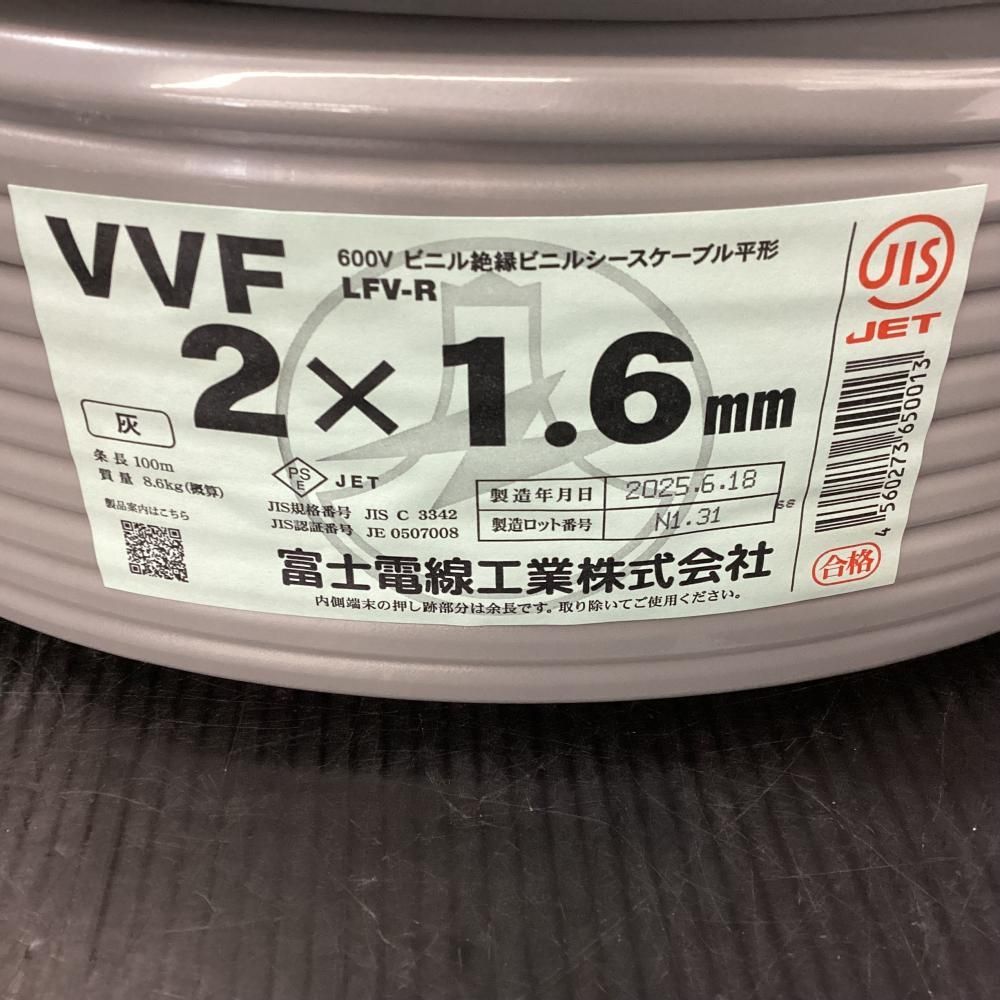 VVF
600V ビニル絶縁ビニルシースケーブル平形
LFV-R
2×1.6mm
灰
条長 100m
質量 8.6kg(概算)
製品案内はこちら
PS
E
JET
JIS規格番号 JIS C 3342
JIS認証番号 JE 0507008
製造年月日 2025.6.18
製造ロット番号 N1.31
富士電線工業株式会社
内側端末の押し跡部分は余長です。取り除いてご使用ください。
JIS
JET
4 560273 650013
合格